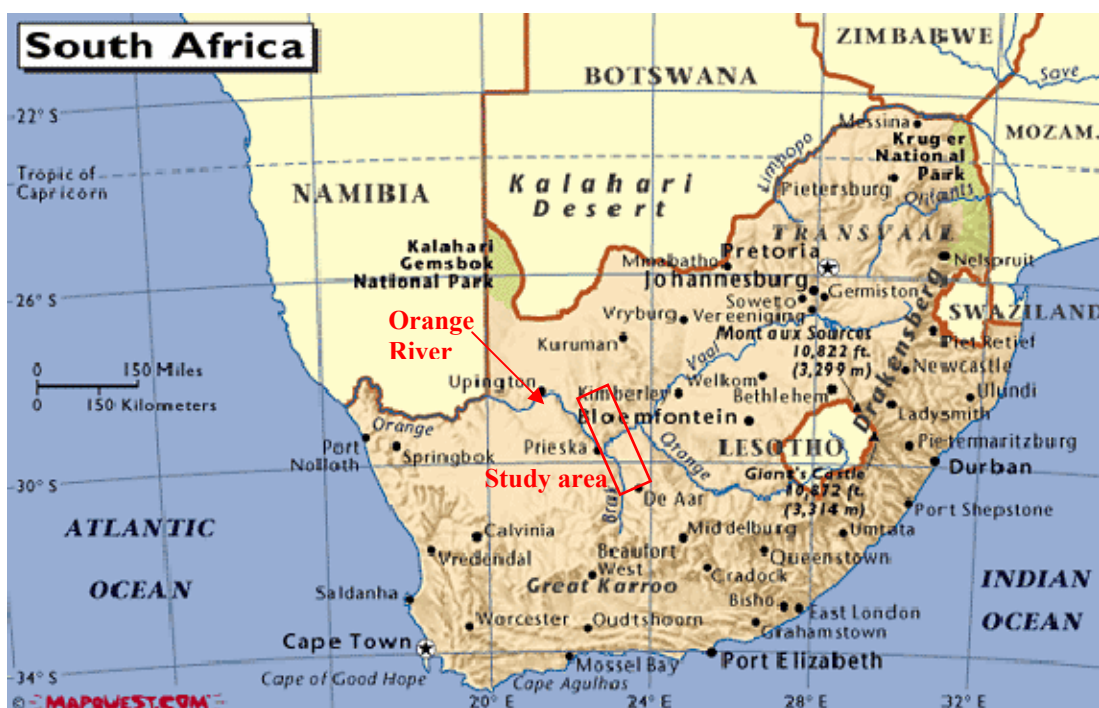 South Africa
ZIMBABWE
BOTSWANA
Save
22° S
Messina
MOZAM.
Kruger
National
Park
Limpopo
Tropic of
Capricorn
NAMIBIA
Kalahari
Desert
Pietersburg
Olifants
TRANSVAAL
Kalahari
Gemsbok
National Park
Mmabatho
Pretoria
Nelspruit
Johannesburg
Germiston
Soweto
26° S
SWAZILAND
Vryburg
Vereeniging
Orange
River
Mont aux Sources
10,822 ft.
(3,299 m)
Piet Retief
Kuruman
Vaal
Drakensberg
Newcastle
0 150 Miles
0 150 Kilometers
Upington
Kimberley
Welkom
Bethlehem
Ulundi
Ladysmith
Bloemfontein
Orange
Port
Nolloth
Springbok
Prieska
Orange
LESOTHO
Pietermaritzburg
Durban
Study area
Giant's Castle
10,872 ft.
(3,314 m)
30° S
De Aar
Brak
Port Shepstone
ATLANTIC
OCEAN
Calvinia
Middelburg
Umtata
Vredendal
Beaufort
West
Queenstown
Great Karroo
Cradock
INDIAN
OCEAN
Saldanha
Bisho
East London
Worcester
Oudtshoorn
Grahamstown
Cape Town
Mossel Bay
Port Elizabeth
34° S
Cape of Good Hope
Cape Agulhas
20° E
24° E
28° E
32° E
© MAPQUEST.COM